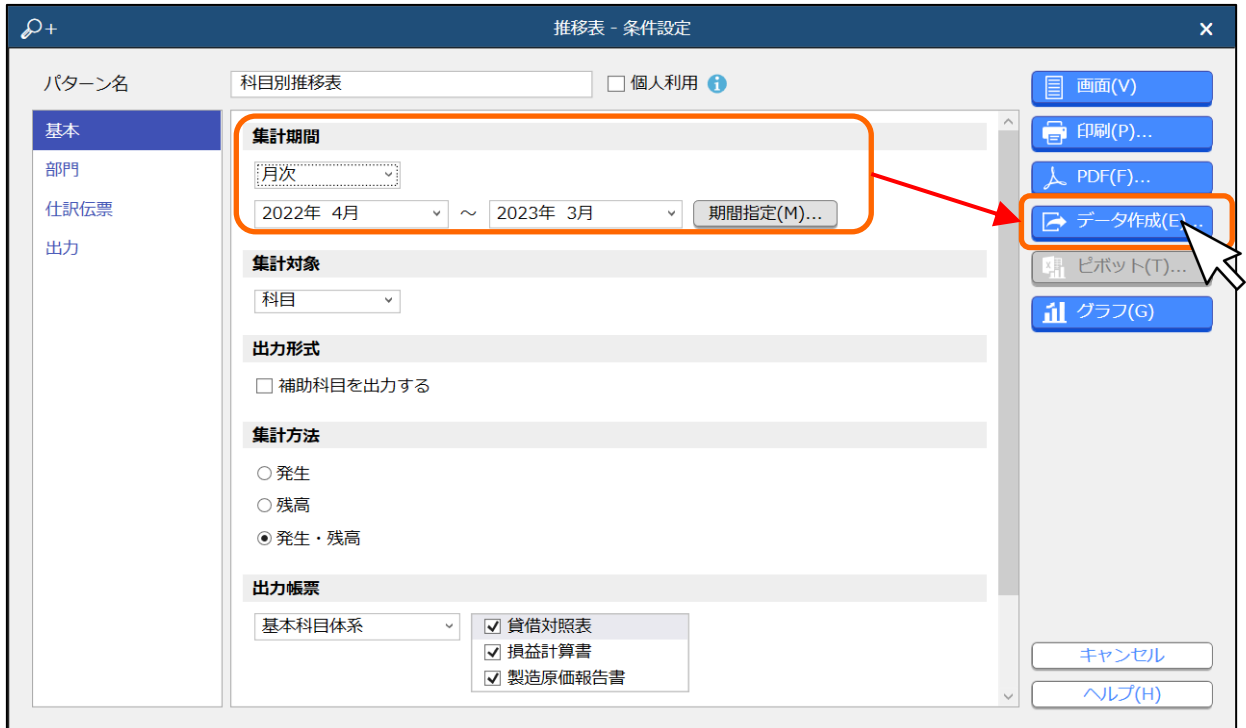 推移表 - 条件設定
パターン名
科目別推移表
個人利用
基本
部門
仕訳伝票
出力
集計期間
月次
2022年 4月 ～ 2023年 3月 期間指定(M)...
集計対象
科目
出力形式
補助科目を出力する
集計方法
発生
残高
発生・残高
出力帳票
基本科目体系
貸借対照表
損益計算書
製造原価報告書
画面(V)
印刷(P)...
PDF(F)...
データ作成(E)...
ピボット(T)...
グラフ(G)
キャンセル
ヘルプ(H)